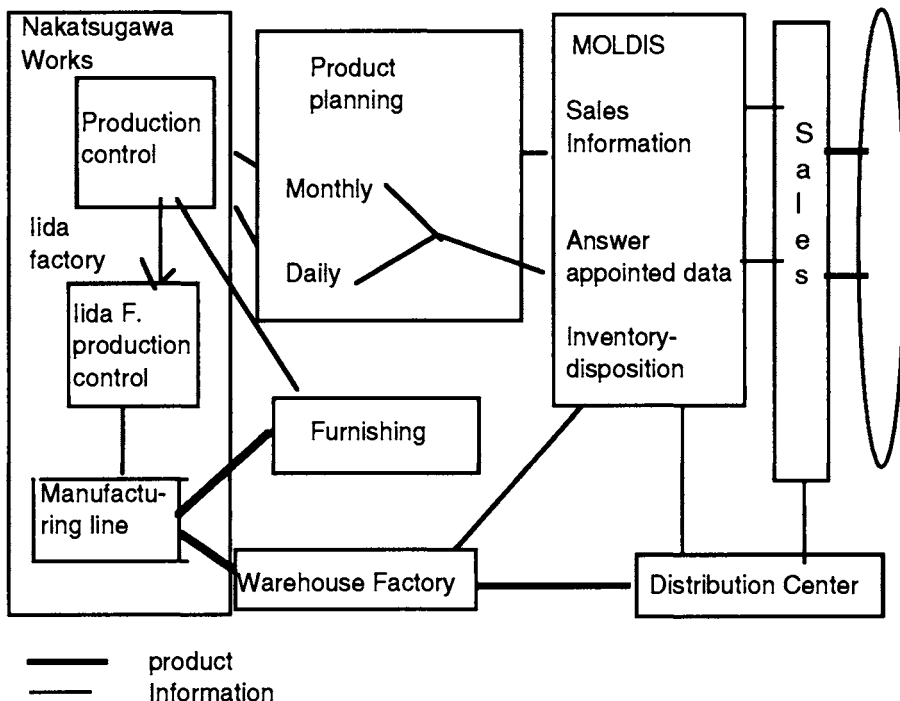 Nakatsugawa
Works
Production
control
Iida
factory
Iida F.
production
control
Manufactu-
ring line
Product
planning
Monthly
Daily
Furnishing
Warehouse Factory
MOLDIS
Sales
Information
Answer
appointed data
Inventory-
disposition
Sales
Distribution Center
product
Information